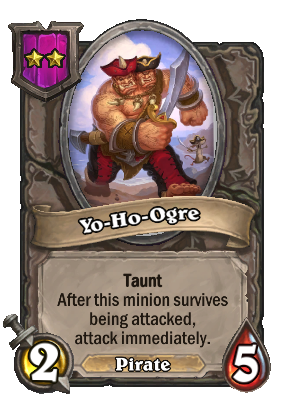 Yo-Ho-Ogre
Taunt
After this minion survives
being attacked,
attack immediately.
2
Pirate
5